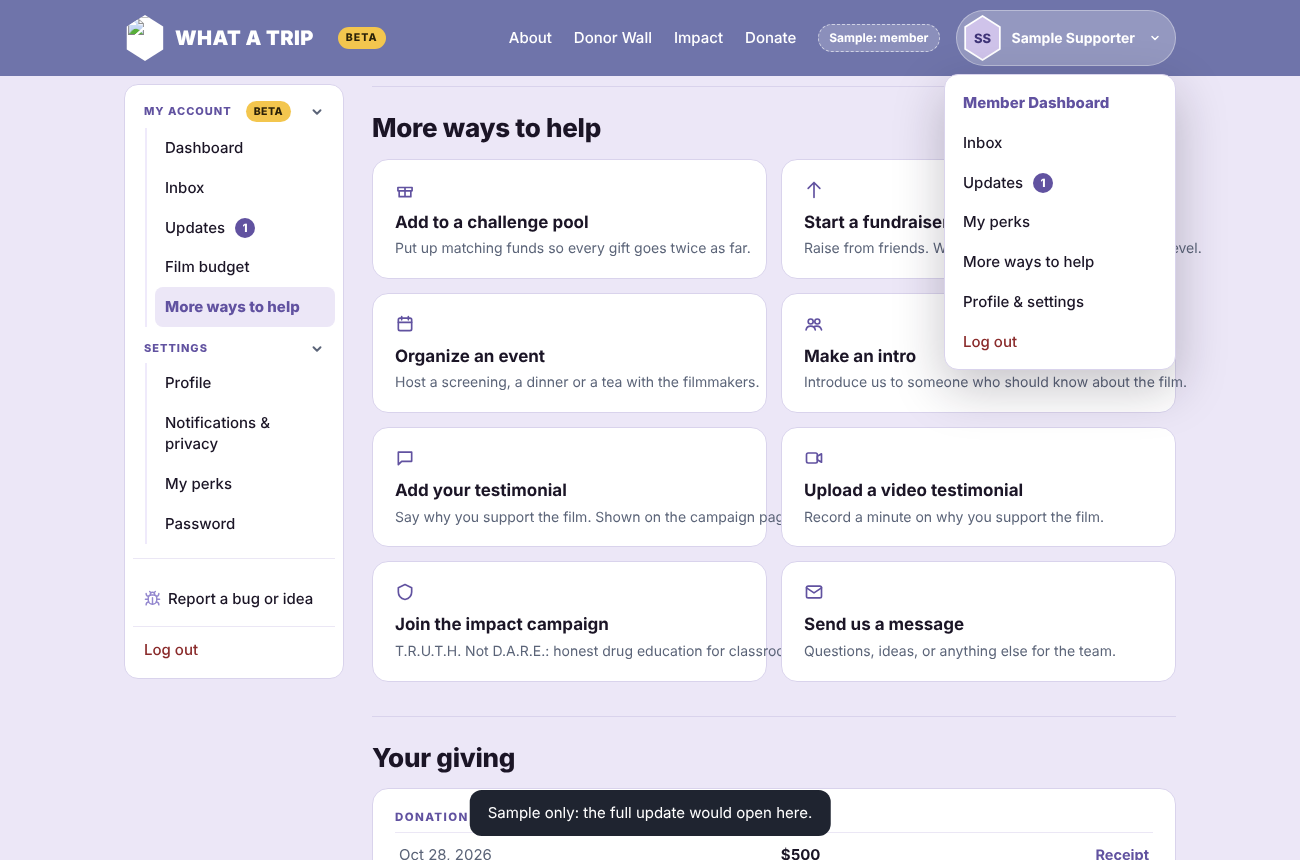 WHAT A TRIP
BETA
About
Donor Wall
Impact
Donate
Sample: member
SS
Sample Supporter
MY ACCOUNT
BETA
Dashboard
Inbox
Updates 1
Film budget
More ways to help
SETTINGS
Profile
Notifications &
privacy
My perks
Password
Report a bug or idea
Log out
Member Dashboard
Inbox
Updates 1
My perks
More ways to help
Profile & settings
Log out
More ways to help
Add to a challenge pool
Put up matching funds so every gift goes twice as far.
Start a fundraiser
Raise from friends.
Organize an event
Host a screening, a dinner or a tea with the filmmakers.
Make an intro
Introduce us to someone who should know about the film.
Add your testimonial
Say why you support the film. Shown on the campaign
Upload a video testimonial
Record a minute on why you support the film.
Join the impact campaign
T.R.U.T.H. Not D.A.R.E.: honest drug education for
Send us a message
Questions, ideas, or anything else for the team.
Your giving
DONATION
Oct 28, 2026
$500
Receipt
Sample only: the full update would open here.